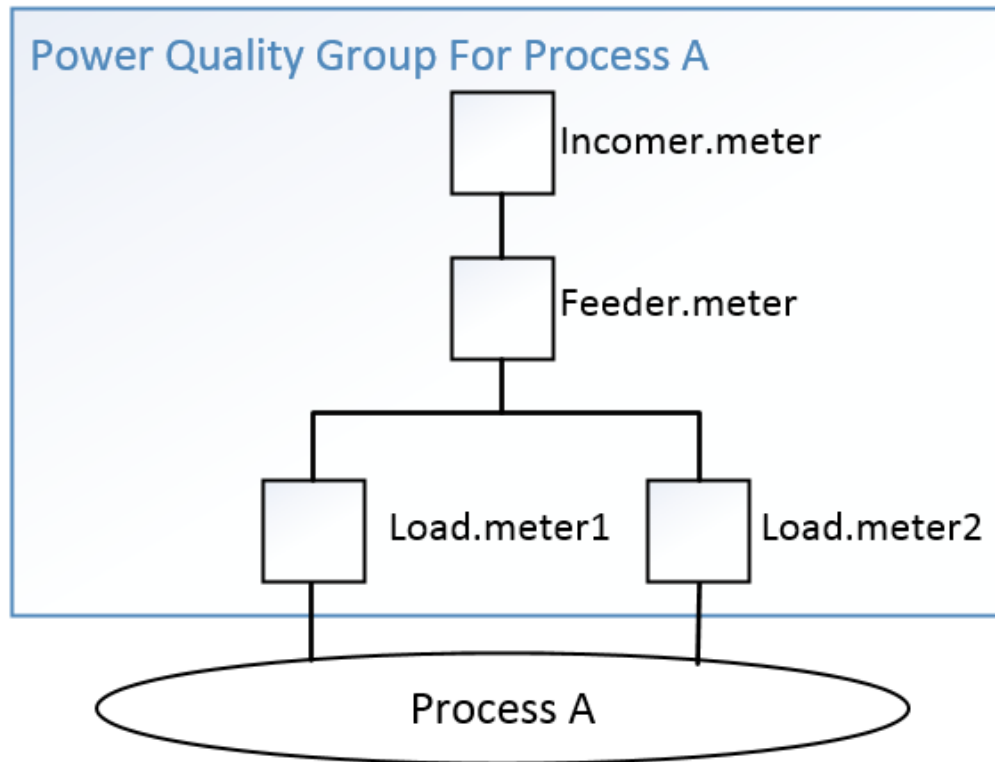 Power Quality Group For Process A
Incomer.meter
Feeder.meter
Load.meter1
Load.meter2
Process A